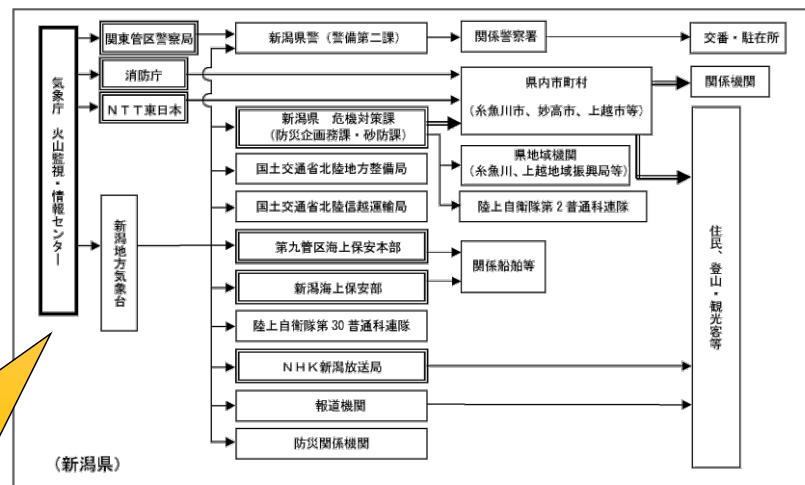 関東管区警察局
新潟県警（警備第二課）
関係警察署
交番・駐在所
消防庁
県内市町村
（糸魚川市、妙高市、上越市等）
関係機関
ＮＴＴ東日本
気象庁　火山監視・情報センター
新潟県　危機対策課
（防災企画務課・砂防課）
県地域機関
（糸魚川、上越地域振興局等）
国土交通省北陸地方整備局
国土交通省北陸信越運輸局
陸上自衛隊第２普通科連隊
新潟地方気象台
第九管区海上保安本部
関係船舶等
新潟海上保安部
住民、登山・観光客等
陸上自衛隊第30普通科連隊
ＮＨＫ新潟放送局
報道機関
防災関係機関
（新潟県）